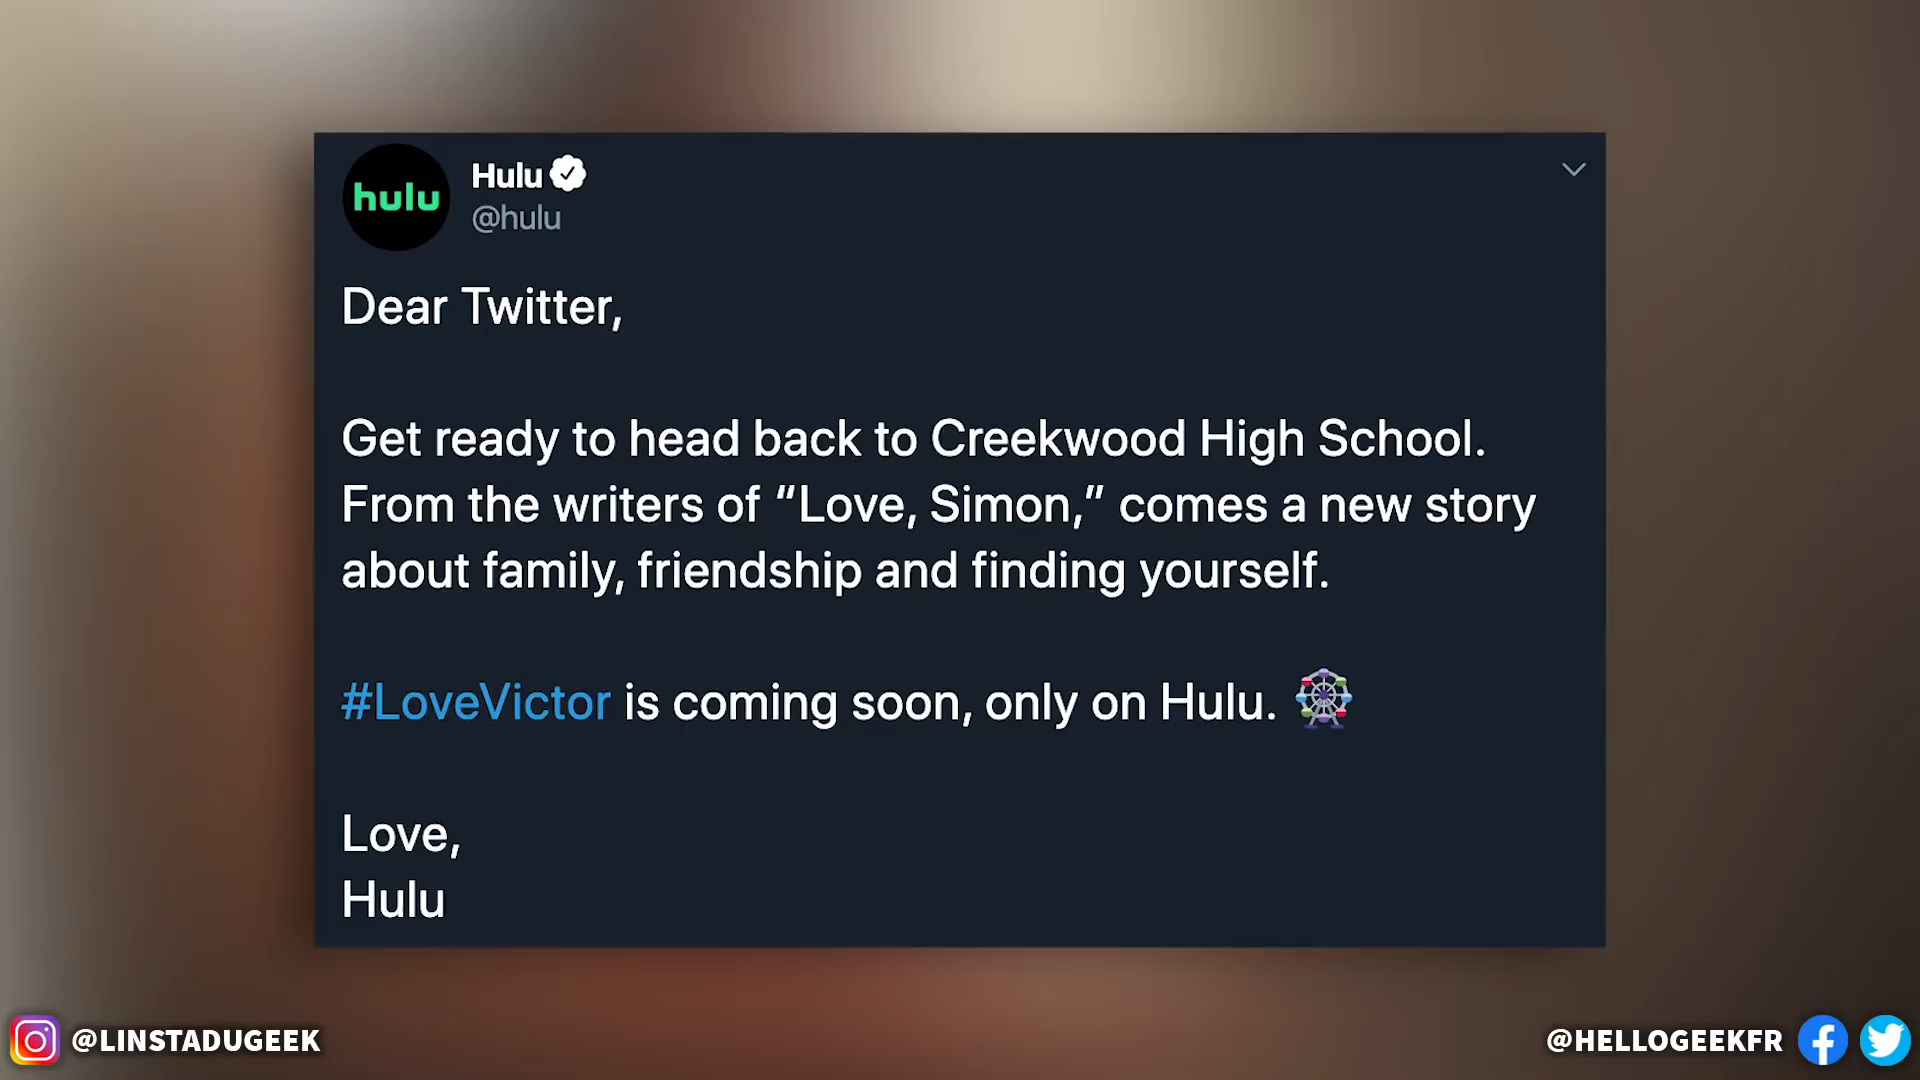 hulu
Hulu
@hulu
Dear Twitter,
Get ready to head back to Creekwood High School.
From the writers of “Love, Simon,” comes a new story
about family, friendship and finding yourself.
#LoveVictor is coming soon, only on Hulu.
Love,
Hulu
@LINSTADUGEEK
@HELLOGEEKFR